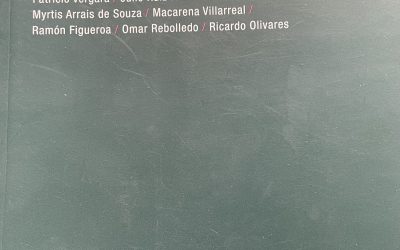 Patricio Vergara /
Myrtis Arrais de Souza / Macarena Villarreal /
Ramón Figueroa / Omar Rebolledo / Ricardo Olivares